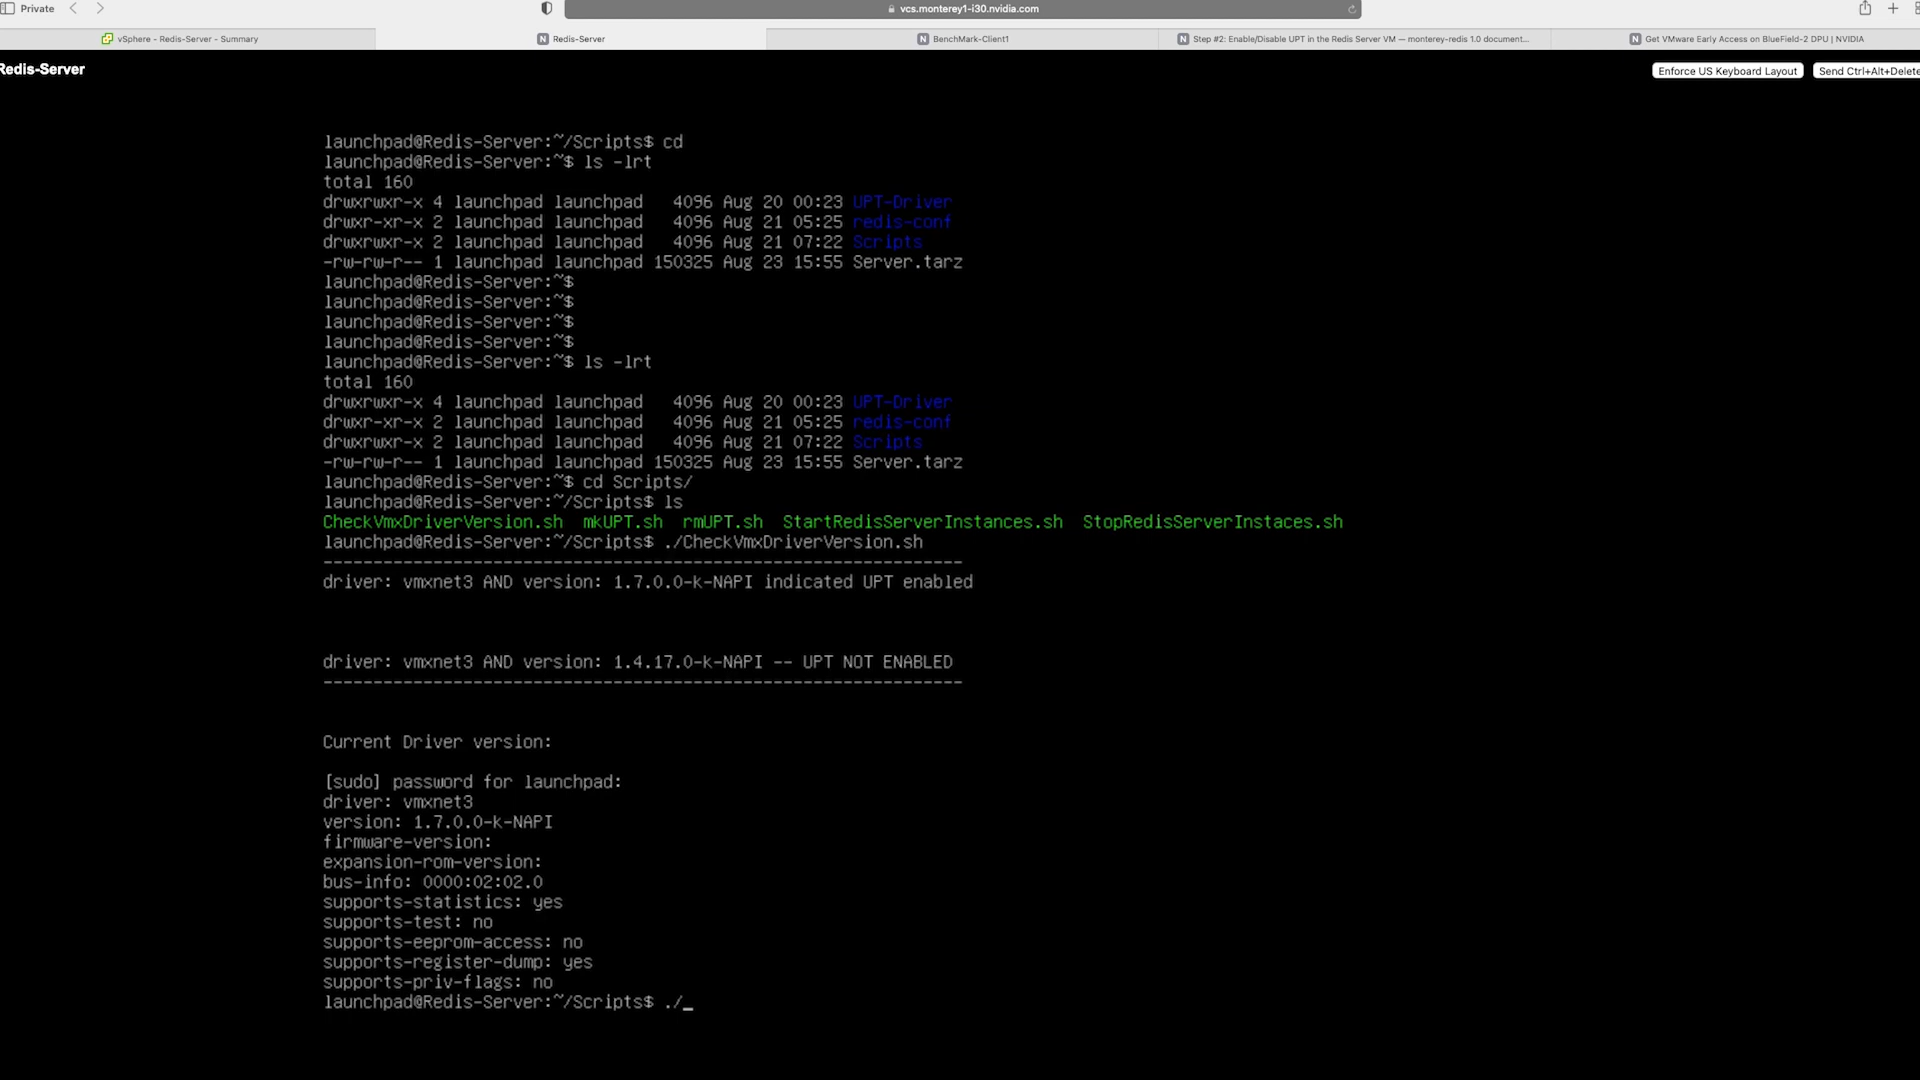 Private
vcs.monterey1-i30.nvidia.com
vSphere - Redis-Server - Summary
Redis-Server
BenchMark-Client1
Step #2: Enable/Disable UPT in the Redis Server VM — monterey-redis 1.0 document...
Get VMware Early Access on BlueField-2 DPU | NVIDIA
Redis-Server
Enforce US Keyboard Layout
Send Ctrl+Alt+Delete
launchpad@Redis-Server:~/Scripts$ cd
launchpad@Redis-Server:~$ ls -lrt
total 160
drwxrwxr-x 4 launchpad launchpad   4096 Aug 20 00:23 UPT-Driver
drwxr-xr-x 2 launchpad launchpad   4096 Aug 21 05:25 redis-conf
drwxrwxr-x 2 launchpad launchpad   4096 Aug 21 07:22 Scripts
-rw-rw-r-- 1 launchpad launchpad 150325 Aug 23 15:55 Server.tarz
launchpad@Redis-Server:~$
launchpad@Redis-Server:~$
launchpad@Redis-Server:~$
launchpad@Redis-Server:~$
launchpad@Redis-Server:~$ ls -lrt
total 160
drwxrwxr-x 4 launchpad launchpad   4096 Aug 20 00:23 UPT-Driver
drwxr-xr-x 2 launchpad launchpad   4096 Aug 21 05:25 redis-conf
drwxrwxr-x 2 launchpad launchpad   4096 Aug 21 07:22 Scripts
-rw-rw-r-- 1 launchpad launchpad 150325 Aug 23 15:55 Server.tarz
launchpad@Redis-Server:~$ cd Scripts/
launchpad@Redis-Server:~/Scripts$ ls
CheckVmxDriverVersion.sh  mkUPT.sh  rmUPT.sh  StartRedisServerInstances.sh  StopRedisServerInstaces.sh
launchpad@Redis-Server:~/Scripts$ ./CheckVmxDriverVersion.sh
----------------------------------------------------------------
driver: vmxnet3 AND version: 1.7.0.0-k-NAPI indicated UPT enabled
driver: vmxnet3 AND version: 1.4.17.0-k-NAPI -- UPT NOT ENABLED
----------------------------------------------------------------
Current Driver version:
[sudo] password for launchpad:
driver: vmxnet3
version: 1.7.0.0-k-NAPI
firmware-version:
expansion-rom-version:
bus-info: 0000:02:02.0
supports-statistics: yes
supports-test: no
supports-eeprom-access: no
supports-register-dump: yes
supports-priv-flags: no
launchpad@Redis-Server:~/Scripts$ ./_